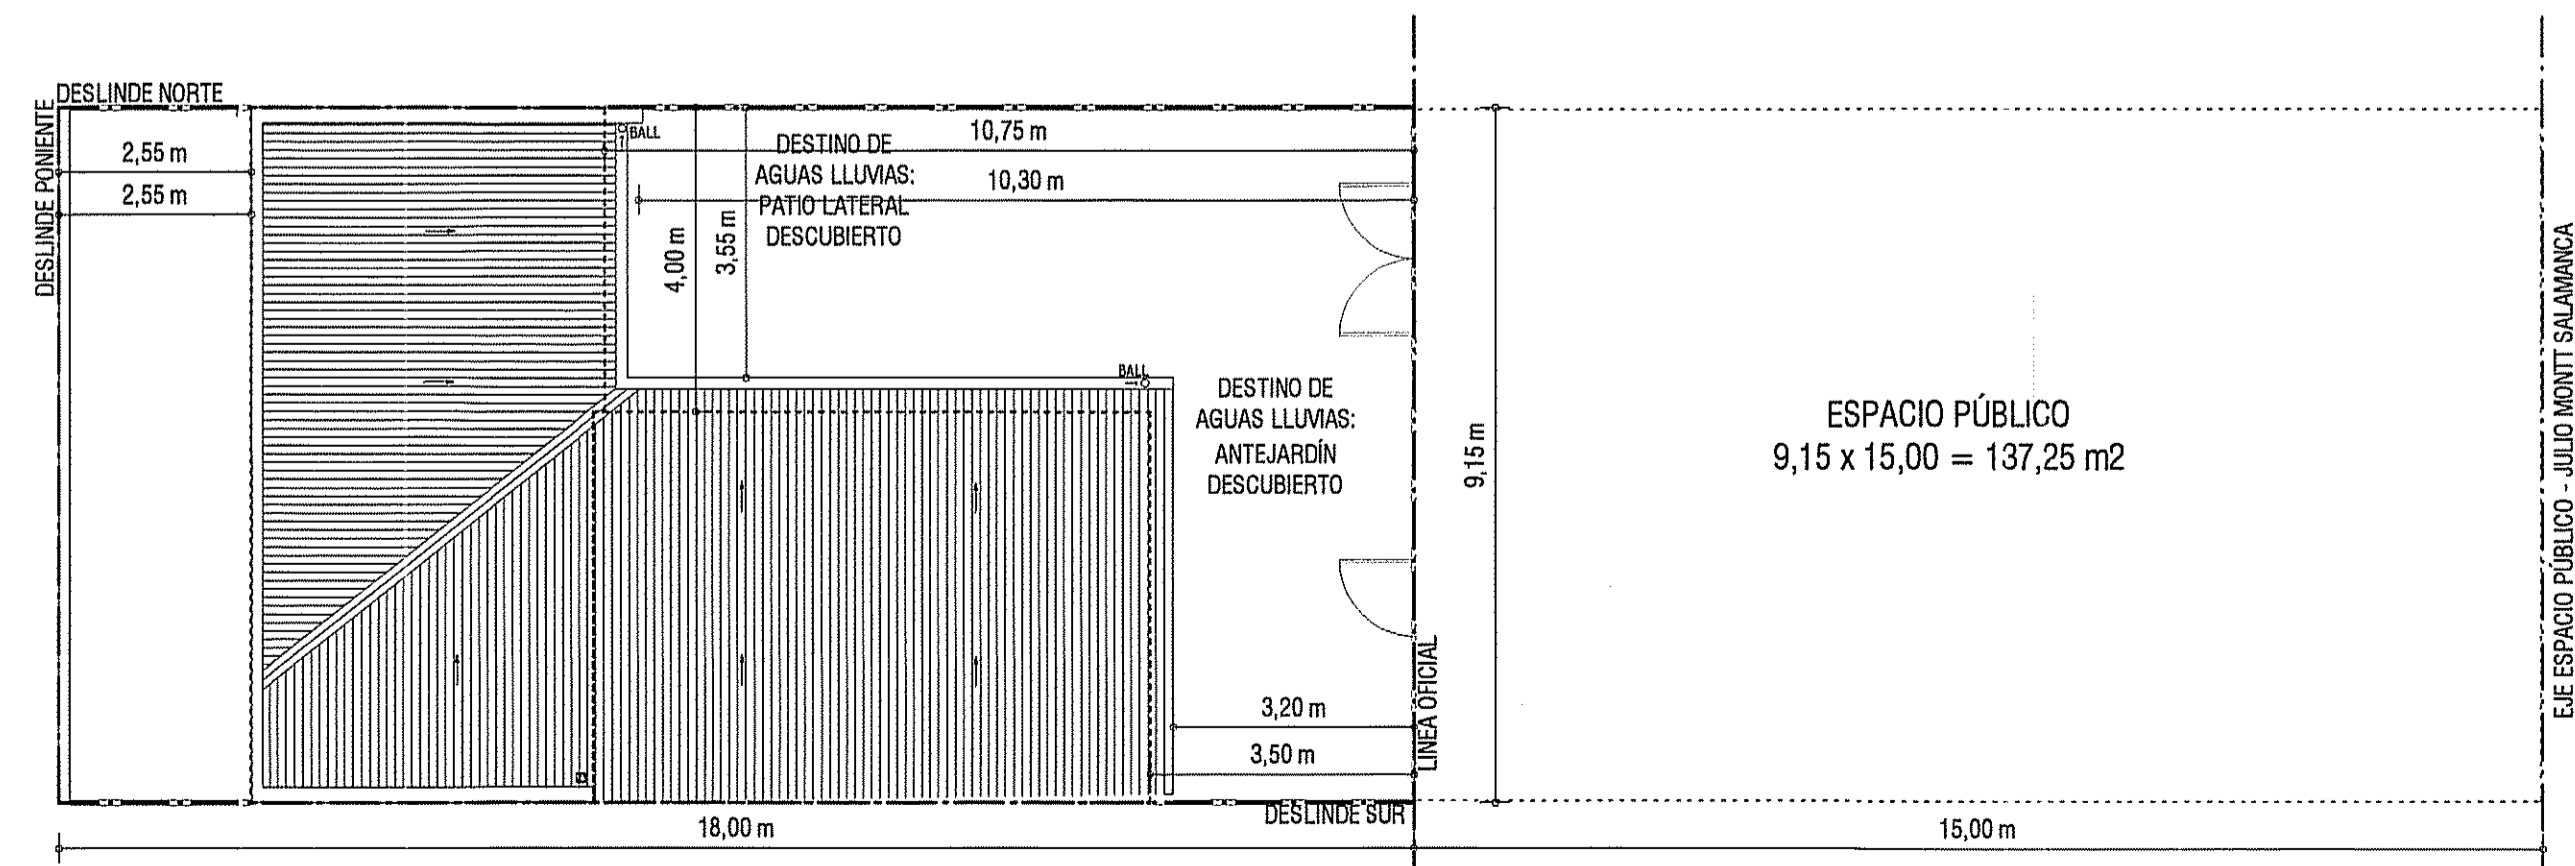 DESLINDE NORTE
DESLINDE PONIENTE
2,55 m
2,55 m
BALL
DESTINO DE
AGUAS LLUVIAS:
PATIO LATERAL
DESCUBIERTO
10,75 m
10,30 m
4,00 m
3,55 m
BALL
DESTINO DE
AGUAS LLUVIAS:
ANTEJARDÍN
DESCUBIERTO
9,15 m
ESPACIO PÚBLICO
9,15 x 15,00 = 137,25 m2
EJE ESPACIO PÚBLICO - JULIO MONTT SALAMANCA
LINEA OFICIAL
3,20 m
3,50 m
DESLINDE SUR
18,00 m
15,00 m